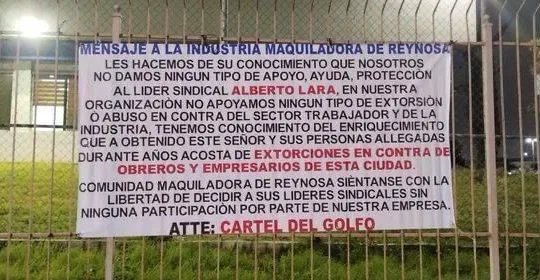 MENSAJE A LA INDUSTRIA MAQUILADORA DE REYNOSA
LES HACEMOS DE SU CONOCIMIENTO QUE NOSOTROS
NO DAMOS NINGUN TIPO DE APOYO, AYUDA, PROTECCIÓN
AL LIDER SINDICAL ALBERTO LARA, EN NUESTRA
ORGANIZACIÓN NO APOYAMOS NINGUN TIPO DE EXTORSIÓN
O ABUSO EN CONTRA DEL SECTOR TRABAJADOR Y DE LA
INDUSTRIA, TENEMOS CONOCIMIENTO DEL ENRIQUECIMIENTO
QUE A OBTENIDO ESTE SEÑOR Y SUS PERSONAS ALLEGADAS
DURANTE AÑOS ACOSTA DE EXTORCIONES EN CONTRA DE
OBREROS Y EMPRESARIOS DE ESTA CIUDAD.
COMUNIDAD MAQUILADORA DE REYNOSA SIÉNTANSE CON LA
LIBERTAD DE DECIDIR A SUS LIDERES SINDICALES SIN
NINGUNA PARTICIPACIÓN POR PARTE DE NUESTRA EMPRESA.
ATTE: CARTEL DEL GOLFO